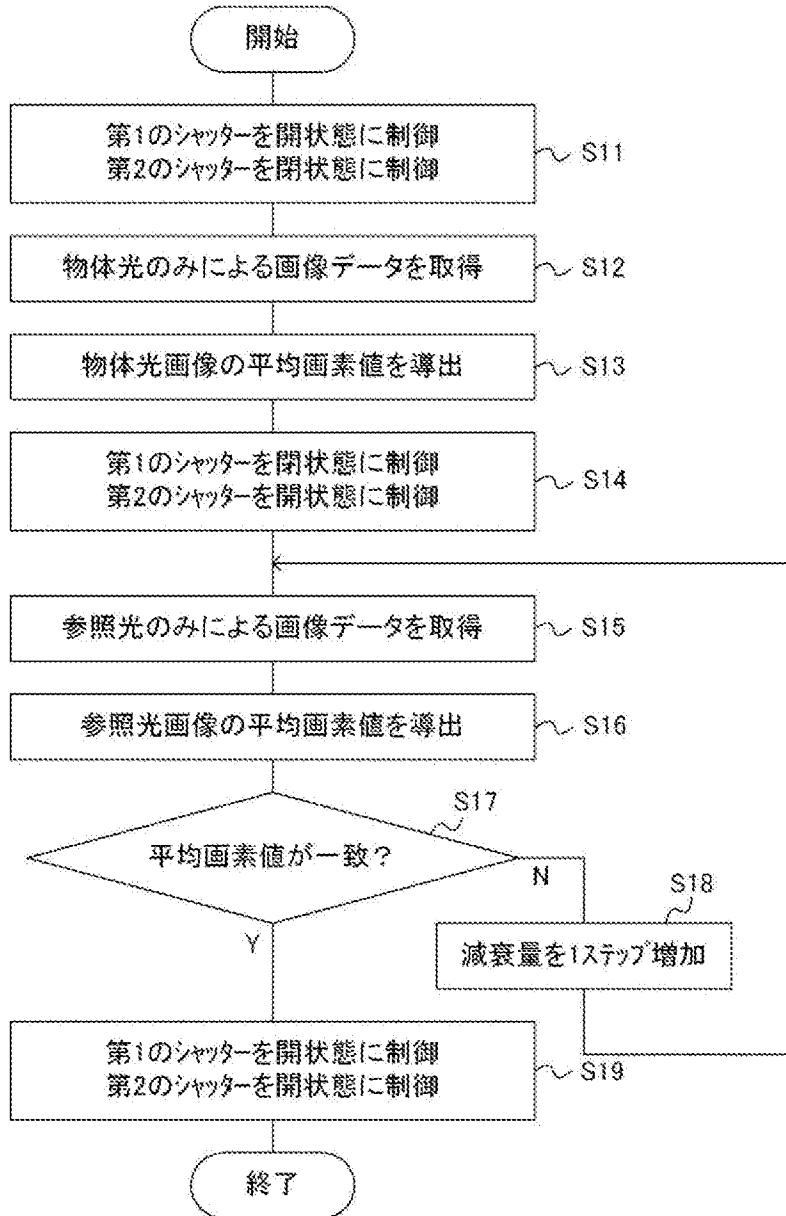 開始
第1のシャッターを開状態に制御
第2のシャッターを閉状態に制御
S11
物体光のみによる画像データを取得
S12
物体光画像の平均画素値を導出
S13
第1のシャッターを閉状態に制御
第2のシャッターを開状態に制御
S14
参照光のみによる画像データを取得
S15
参照光画像の平均画素値を導出
S16
S17
平均画素値が一致?
N
Y
S18
減衰量を1ステップ増加
第1のシャッターを開状態に制御
第2のシャッターを開状態に制御
S19
終了